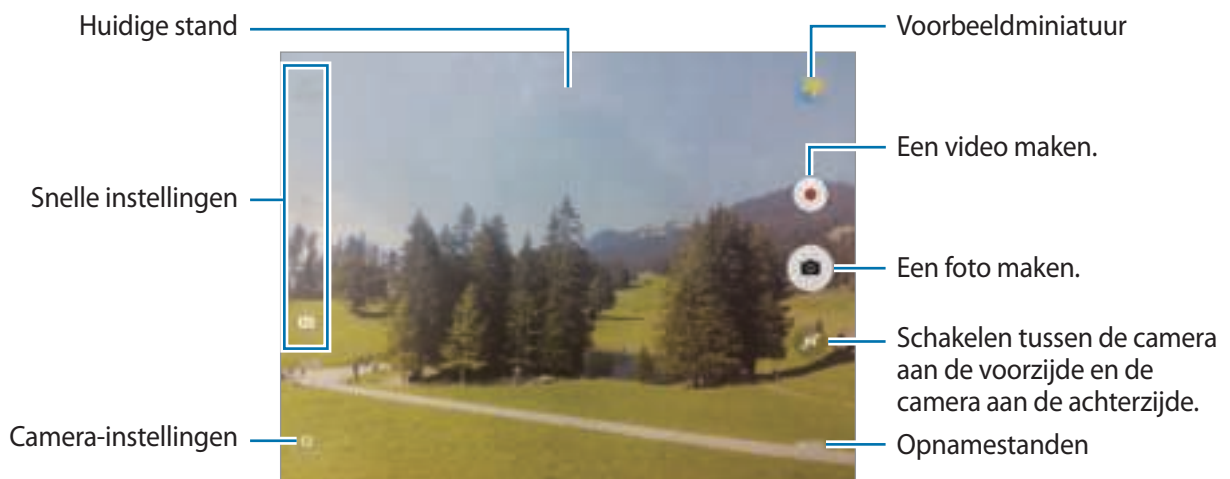 Huidige stand
Voorbeeldminiatuur
Een video maken.
Snelle instellingen
Een foto maken.
Schakelen tussen de camera
aan de voorzijde en de
camera aan de achterzijde.
Camera-instellingen
Opnamestanden